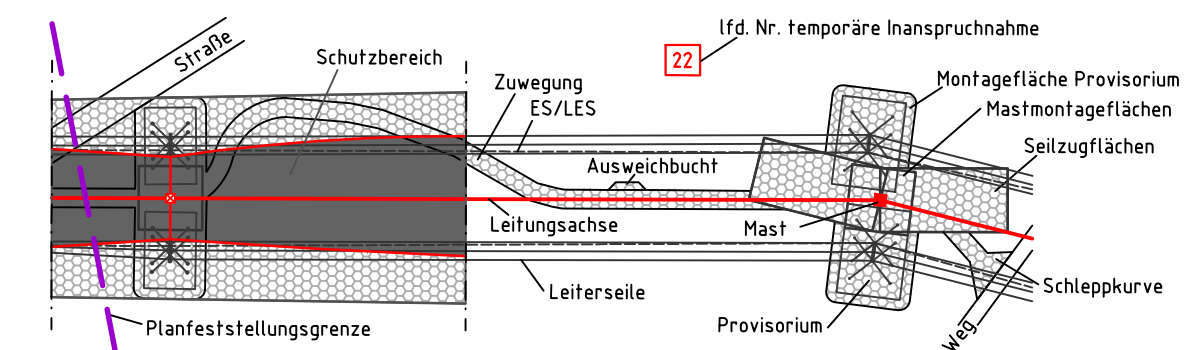 lfd. Nr. temporäre Inanspruchnahme
22
Straße
Schutzbereich
Zuwegung
ES/LES
Montagefläche Provisorium
Mastmontageflächen
Seilzugflächen
Ausweichbucht
Leitungsachse
Mast
Leiterseile
Schleppkurve
Planfeststellungsgrenze
Provisorium
Weg